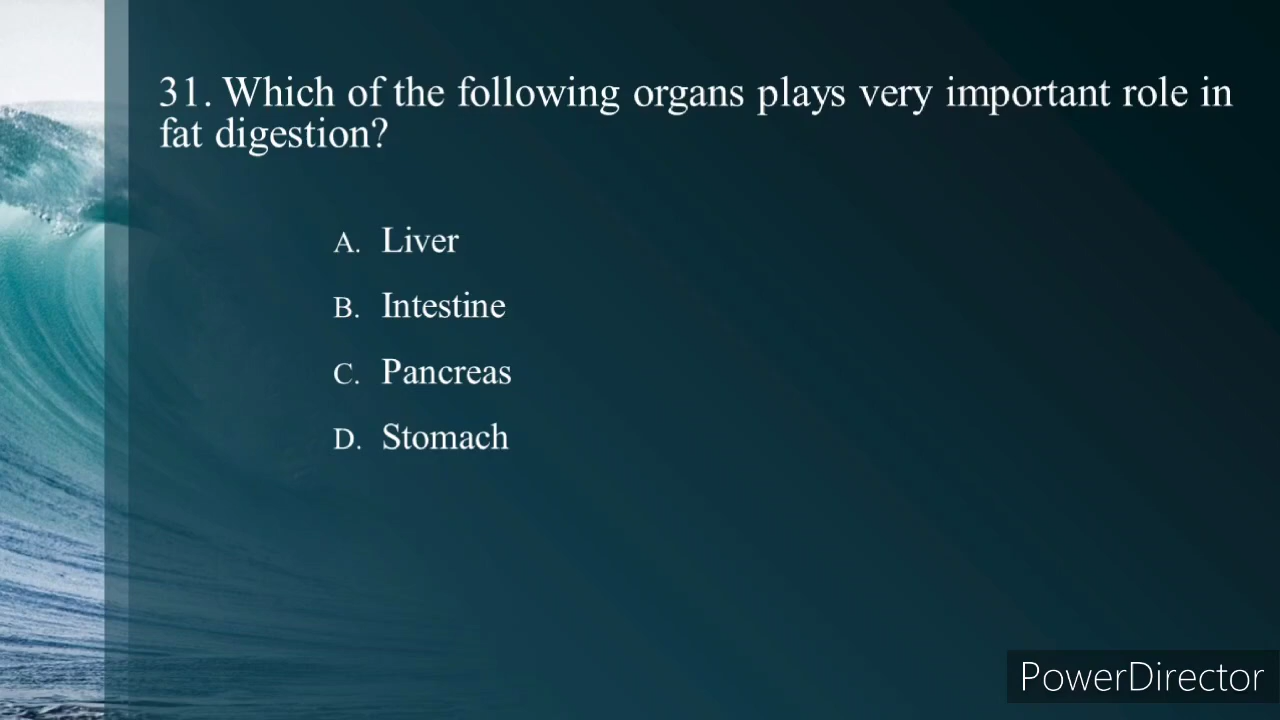 31. Which of the following organs plays very important role in
fat digestion?
A. Liver
B. Intestine
C. Pancreas
D. Stomach
PowerDirector